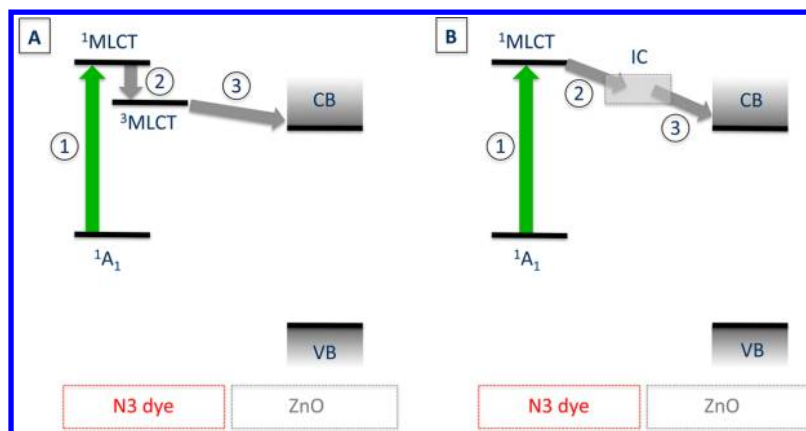 A
¹MLCT
②
③
³MLCT
CB
①
¹A₁
VB
N3 dye
ZnO
B
¹MLCT
IC
②
③
CB
①
¹A₁
VB
N3 dye
ZnO